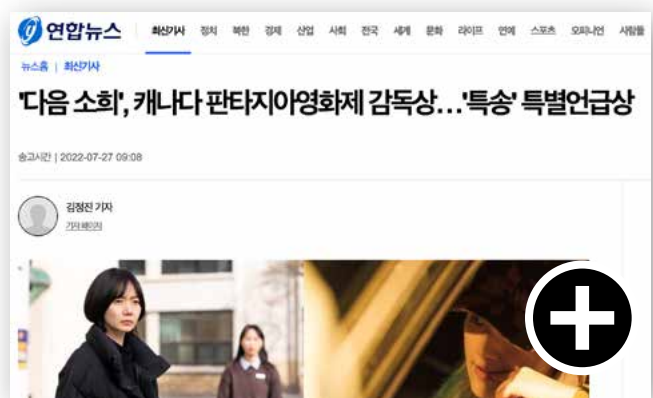 연합뉴스
최신기사 정치 북한 경제 산업 사회 전국 세계 문화 라이프 연예 스포츠 오피니언 사람들
뉴스홈 | 최신기사
'다음 소희', 캐나다 판타지아영화제 감독상…'특송' 특별언급상
송고시간 | 2022-07-27 09:08
김정진 기자
기자 페이지